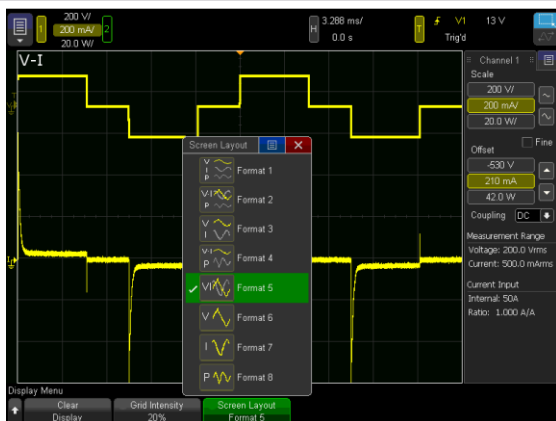 200 V/
1 200 mA/ 2
20.0 W/
H 3.288 ms/
0.0 s
T V1 13 V
Trig'd
V-I
Channel 1
Scale
200 V/
200 mA/
20.0 W/
Fine
Offset
-530 V
210 mA
42.0 W
Coupling DC
Measurement Range
Voltage: 200.0 Vrms
Current: 500.0 mArms
Current Input
Internal: 50A
Ratio: 1.000 A/A
Screen Layout
V I P Format 1
V-I P Format 2
V I Format 3
V-I P Format 4
VI Format 5
V Format 6
I Format 7
P Format 8
Display Menu
Clear Display
Grid Intensity 20%
Screen Layout Format 5